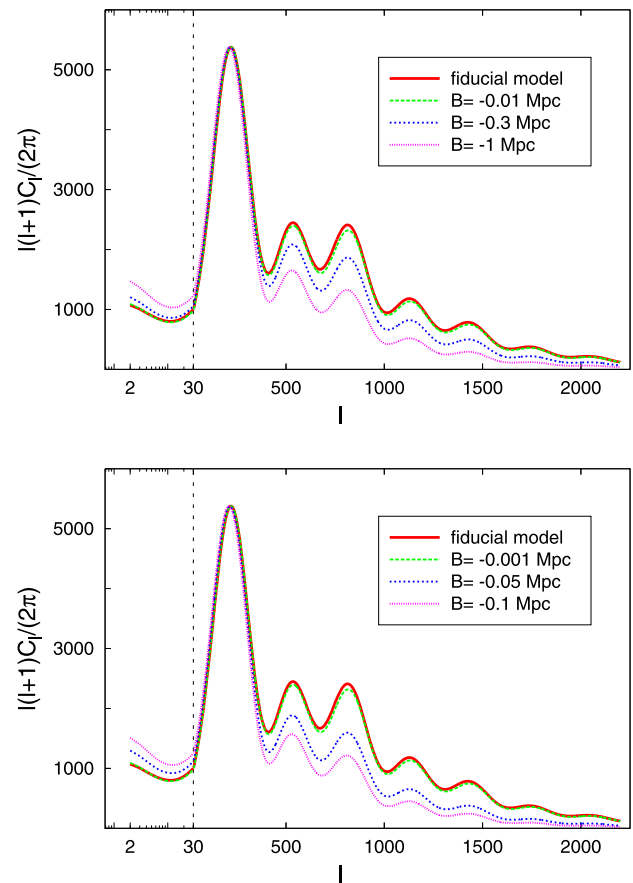 5000
3000
1000
l(l+1)C_l/(2π)
fiducial model
B= -0.01 Mpc
B= -0.3 Mpc
B= -1 Mpc
2 30 500 1000 1500 2000
l
5000
3000
1000
l(l+1)C_l/(2π)
fiducial model
B= -0.001 Mpc
B= -0.05 Mpc
B= -0.1 Mpc
2 30 500 1000 1500 2000
l